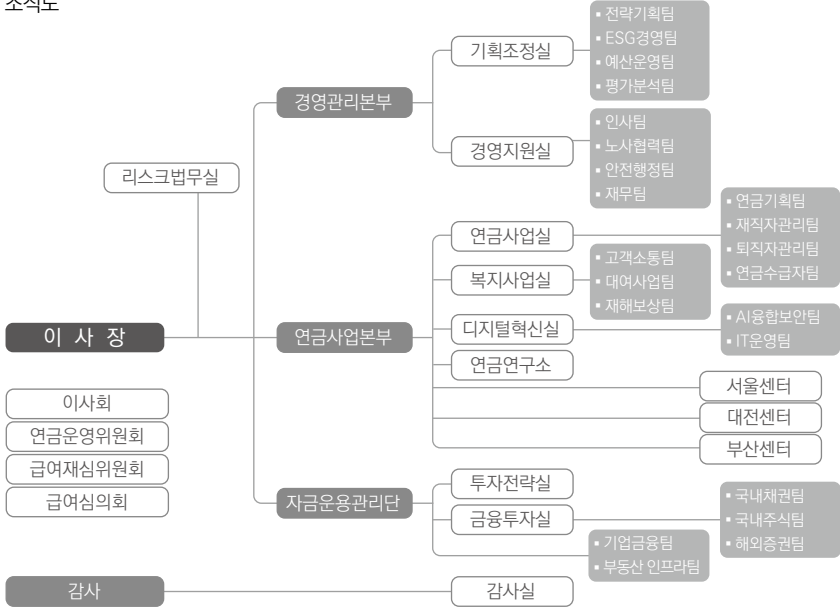 조직도
이 사 장
이사회
연금운영위원회
급여재심위원회
급여심의회
리스크법무실
경영관리본부
기획조정실
▪ 전략기획팀
▪ ESG경영팀
▪ 예산운영팀
▪ 평가분석팀
경영지원실
▪ 인사팀
▪ 노사협력팀
▪ 안전행정팀
▪ 재무팀
연금사업본부
연금사업실
▪ 연금기획팀
▪ 재직자관리팀
▪ 퇴직자관리팀
▪ 연금수급자팀
복지사업실
▪ 고객소통팀
▪ 대여사업팀
▪ 재해보상팀
디지털혁신실
▪ AI융합보안팀
▪ IT운영팀
연금연구소
서울센터
대전센터
부산센터
자금운용관리단
투자전략실
금융투자실
▪ 국내채권팀
▪ 국내주식팀
▪ 해외증권팀
▪ 기업금융팀
▪ 부동산 인프라팀
감사
감사실